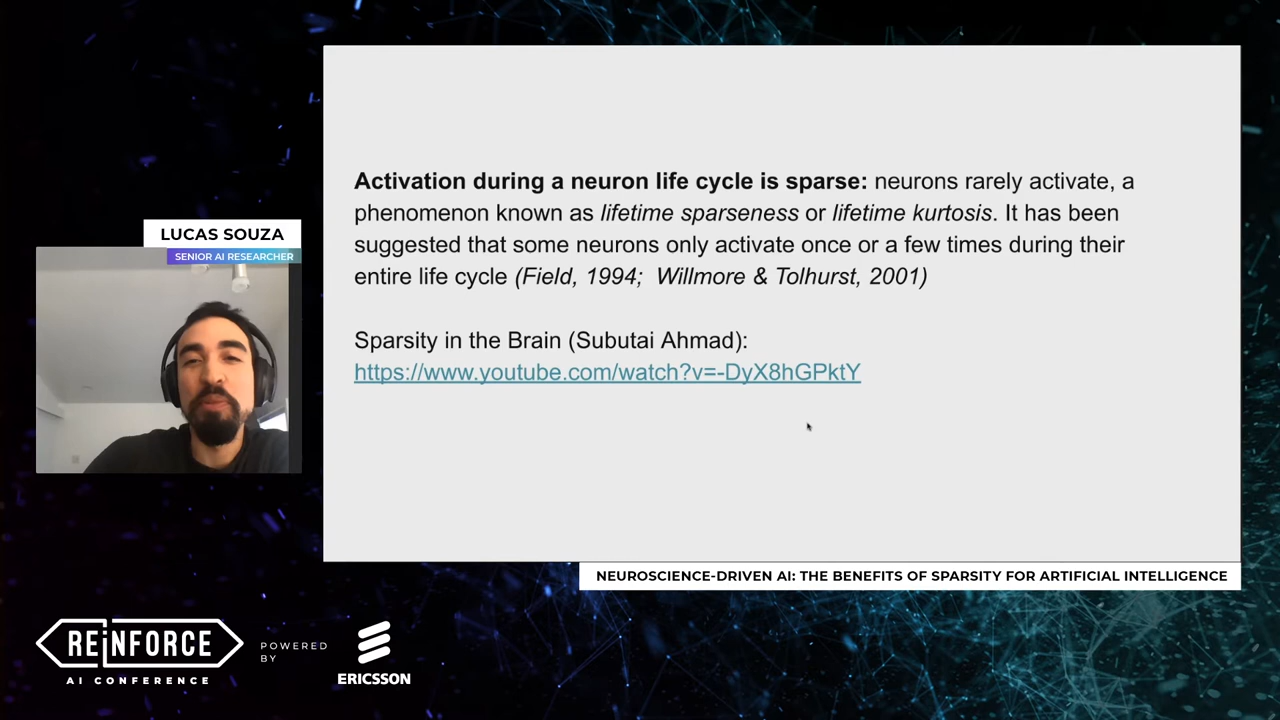 LUCAS SOUZA
SENIOR AI RESEARCHER
Activation during a neuron life cycle is sparse: neurons rarely activate, a
phenomenon known as lifetime sparseness or lifetime kurtosis. It has been
suggested that some neurons only activate once or a few times during their
entire life cycle (Field, 1994; Willmore & Tolhurst, 2001)
Sparsity in the Brain (Subutai Ahmad):
https://www.youtube.com/watch?v=-DyX8hGPktY
NEUROSCIENCE-DRIVEN AI: THE BENEFITS OF SPARSITY FOR ARTIFICIAL INTELLIGENCE
REiNFORCE
AI CONFERENCE
POWERED
BY
ERICSSON